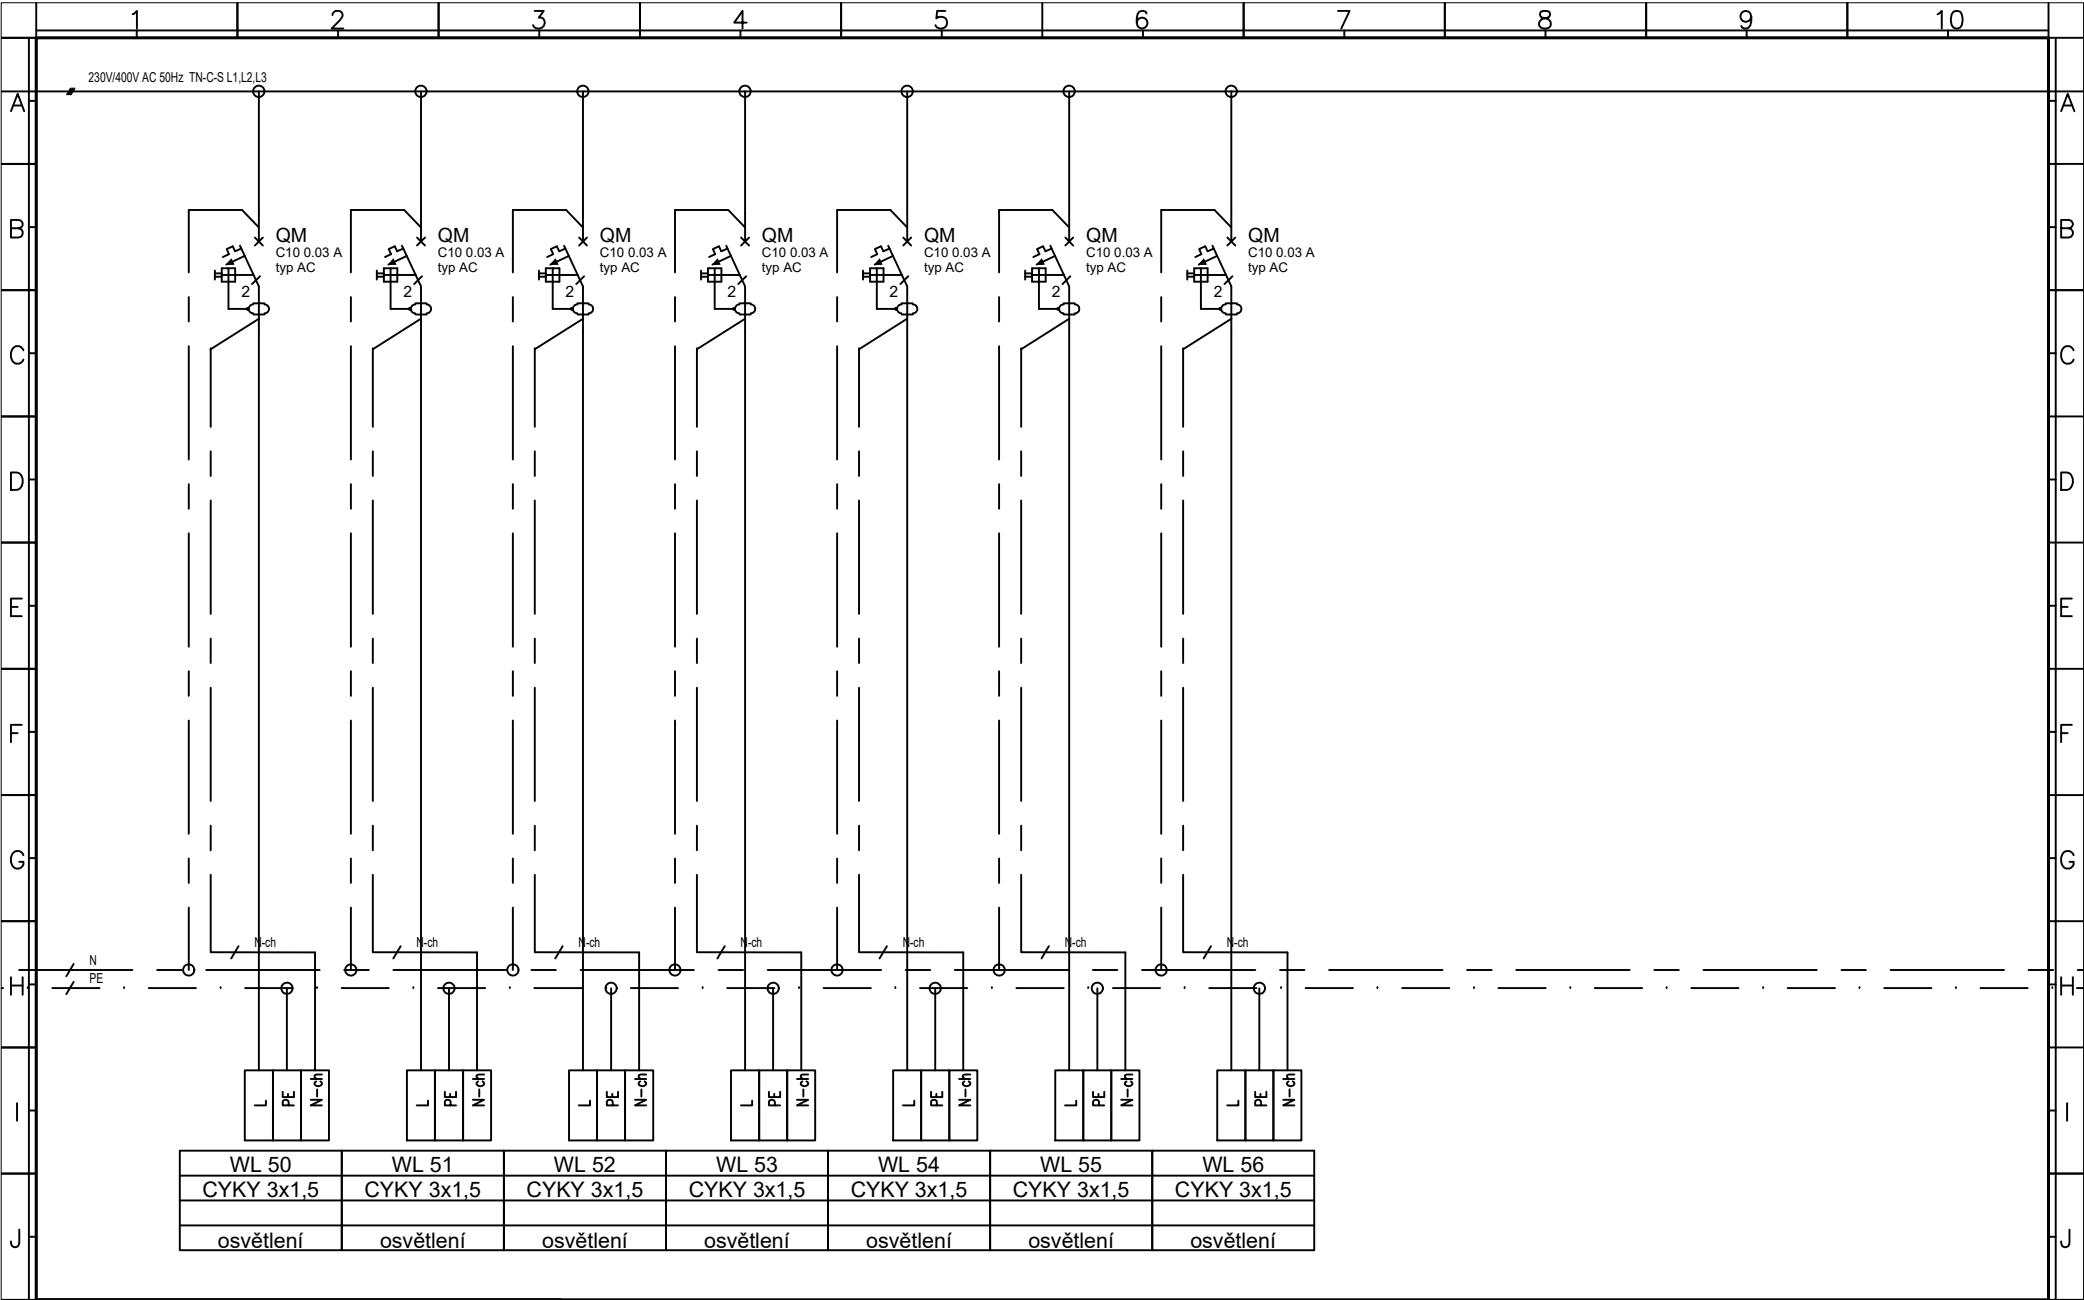 1 2 3 4 5 6 7 8 9 10
230V/400V AC 50Hz TN-C-S L1,L2,L3
A A
B B
QM QM QM QM QM QM QM
C10 0.03 A C10 0.03 A C10 0.03 A C10 0.03 A C10 0.03 A C10 0.03 A C10 0.03 A
typ AC typ AC typ AC typ AC typ AC typ AC typ AC
2 2 2 2 2 2 2
C C
D D
E E
F F
G G
N-ch N-ch N-ch N-ch N-ch N-ch N-ch
N
PE
H H
L PE N-ch L PE N-ch L PE N-ch L PE N-ch L PE N-ch L PE N-ch L PE N-ch
I I
WL 50 WL 51 WL 52 WL 53 WL 54 WL 55 WL 56
CYKY 3x1,5 CYKY 3x1,5 CYKY 3x1,5 CYKY 3x1,5 CYKY 3x1,5 CYKY 3x1,5 CYKY 3x1,5
osvětlení osvětlení osvětlení osvětlení osvětlení osvětlení osvětlení
J J